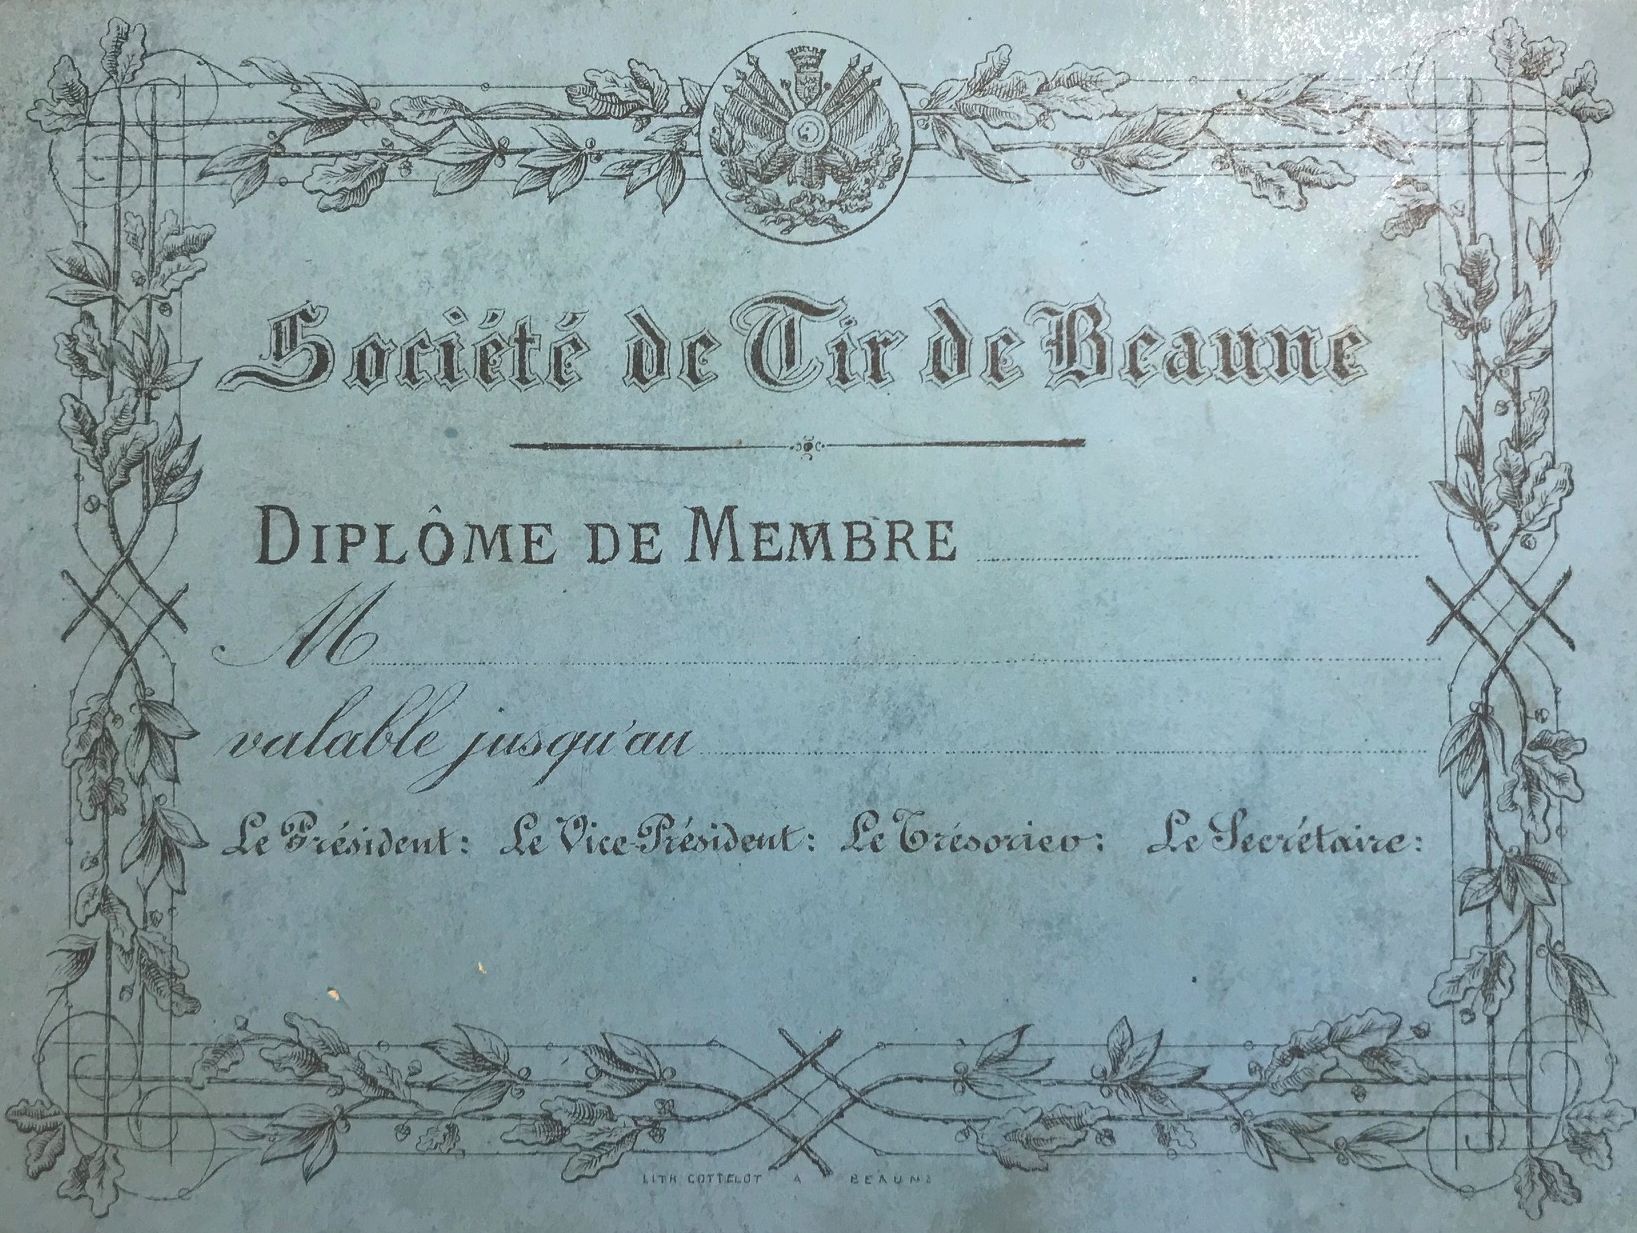 Société de Tir de Beaune
DIPLÔME DE MEMBRE
M
valable jusqu'au
Le Président: Le Vice-Président: Le Trésorier: Le Secrétaire:
LITH. COTTELOT A BEAUNE